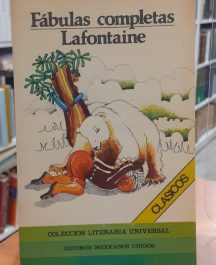 Fábulas completas
Lafontaine
CLASICOS
COLECCION LITERARIA UNIVERSAL
EDITORES MEXICANOS UNIDOS